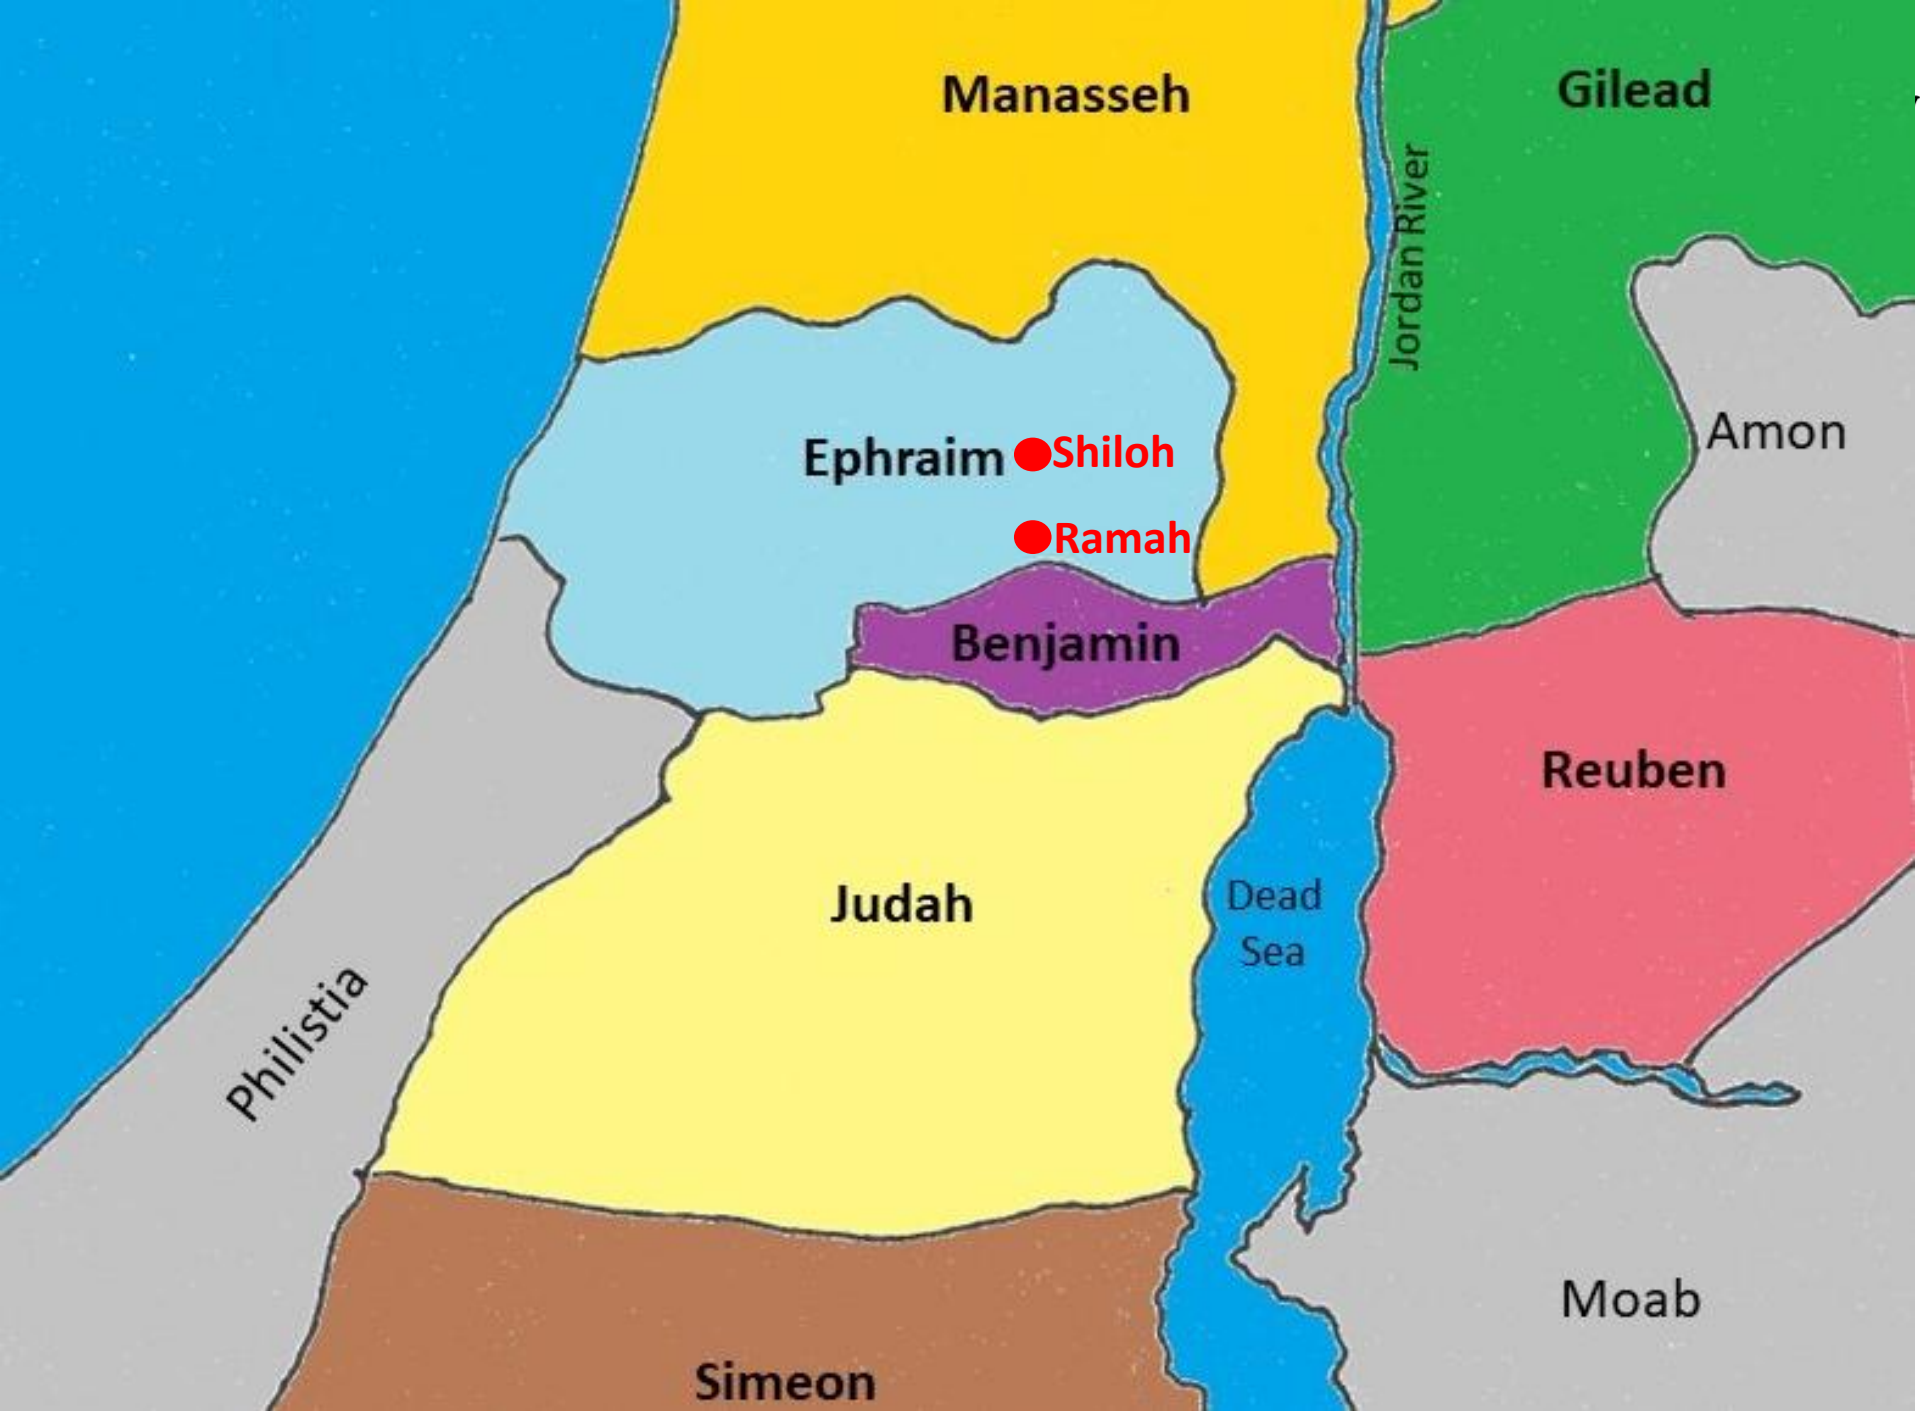 Manasseh
Gilead
Jordan River
Amon
Ephraim
Shiloh
Ramah
Benjamin
Reuben
Judah
Dead
Sea
Philistia
Moab
Simeon